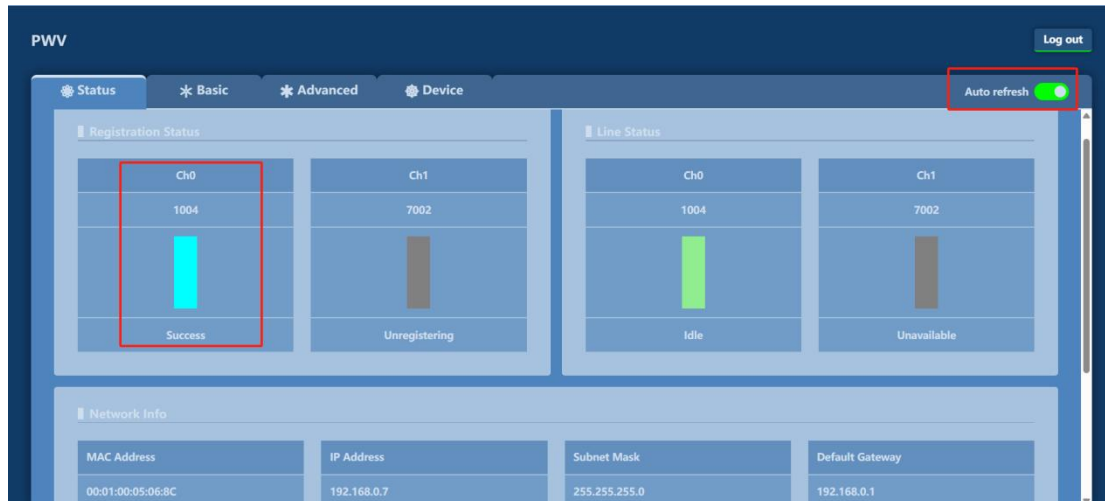 PWV
Log out
Status Basic Advanced Device Auto refresh
Registration Status
Ch0 Ch1
1004 7002
Success Unregistering
Line Status
Ch0 Ch1
1004 7002
Idle Unavailable
Network Info
MAC Address IP Address Subnet Mask Default Gateway
00:01:00:05:06:8C 192.168.0.7 255.255.255.0 192.168.0.1